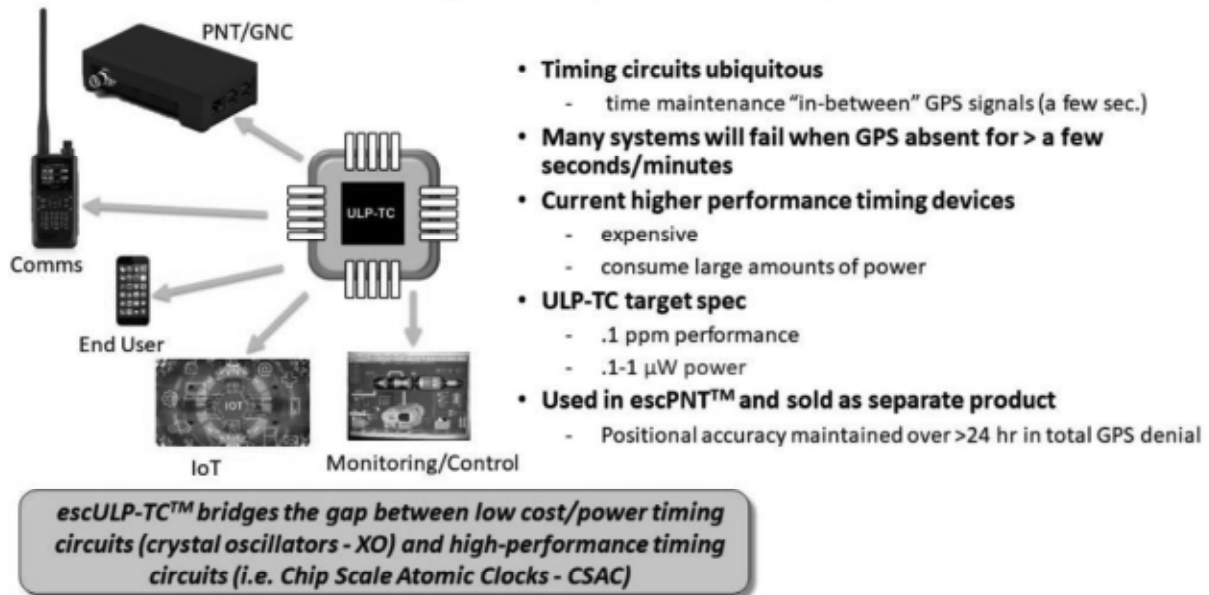 PNT/GNC
ULP-TC
Comms
End User
IOT
IoT
Monitoring/Control
• Timing circuits ubiquitous
- time maintenance “in-between” GPS signals (a few sec.)
• Many systems will fail when GPS absent for > a few
seconds/minutes
• Current higher performance timing devices
- expensive
- consume large amounts of power
• ULP-TC target spec
- .1 ppm performance
- .1-1 μW power
• Used in escPNT™ and sold as separate product
- Positional accuracy maintained over >24 hr in total GPS denial
escULP-TC™ bridges the gap between low cost/power timing
circuits (crystal oscillators - XO) and high-performance timing
circuits (i.e. Chip Scale Atomic Clocks - CSAC)